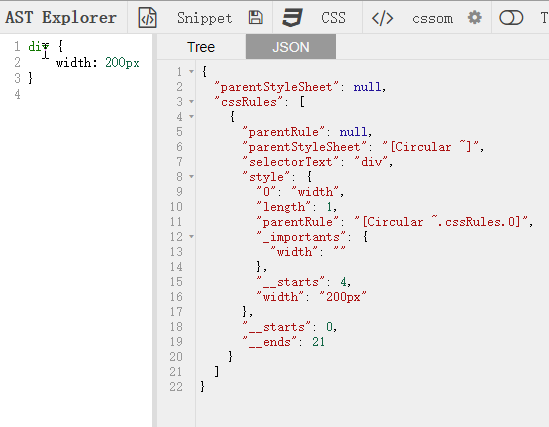 AST Explorer Snippet CSS </> cssom T
Tree JSON
1 div {
2     width: 200px
3 }
4
1 {
2   "parentStyleSheet": null,
3   "cssRules": [
4     {
5       "parentRule": null,
6       "parentStyleSheet": "[Circular ~]",
7       "selectorText": "div",
8       "style": {
9         "0": "width",
10         "length": 1,
11         "parentRule": "[Circular ~.cssRules.0]",
12         "_importants": {
13           "width": ""
14         },
15         "__starts": 4,
16         "width": "200px"
17       },
18       "__starts": 0,
19       "__ends": 21
20     }
21   ]
22 }